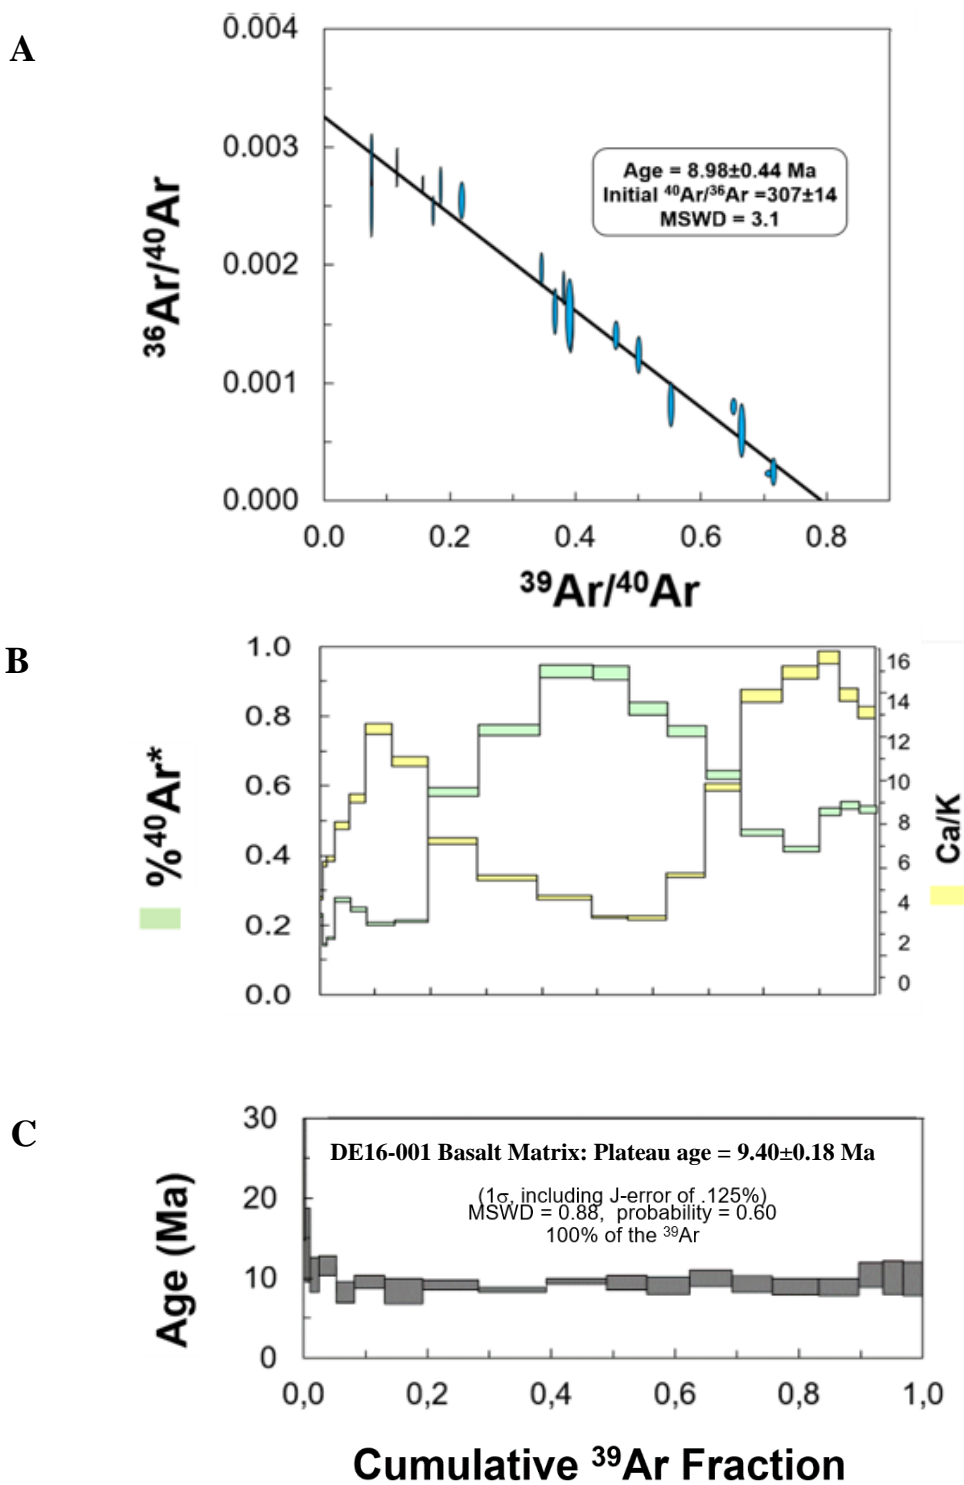 A
0.004
0.003
0.002
0.001
0.000
36Ar/40Ar
Age = 8.98±0.44 Ma
Initial 40Ar/36Ar =307±14
MSWD = 3.1
0.0 0.2 0.4 0.6 0.8
39Ar/40Ar
B
1.0
0.8
0.6
0.4
0.2
0.0
%40Ar*
16
14
12
10
8
6
4
2
0
Ca/K
C
30
20
10
0
Age (Ma)
DE16-001 Basalt Matrix: Plateau age = 9.40±0.18 Ma
(1σ, including J-error of .125%)
MSWD = 0.88, probability = 0.60
100% of the 39Ar
0,0 0,2 0,4 0,6 0,8 1,0
Cumulative 39Ar Fraction